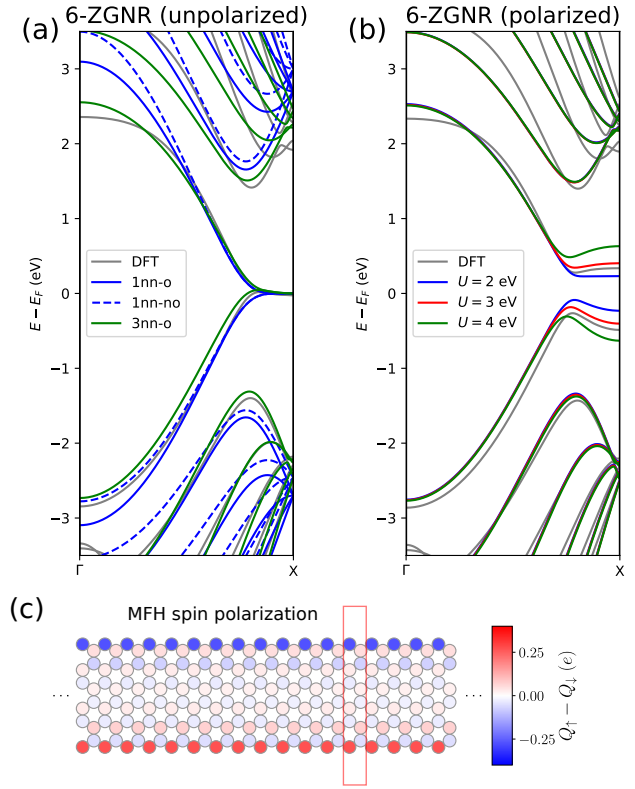 6-ZGNR (unpolarized)
(a)
E − E_F (eV)
3
2
1
0
−1
−2
−3
DFT
1nn-o
1nn-no
3nn-o
Γ
X
6-ZGNR (polarized)
(b)
E − E_F (eV)
3
2
1
0
−1
−2
−3
DFT
U = 2 eV
U = 3 eV
U = 4 eV
Γ
X
(c)
MFH spin polarization
...
...
0.25
0.00
−0.25
Q↑ − Q↓ (e)